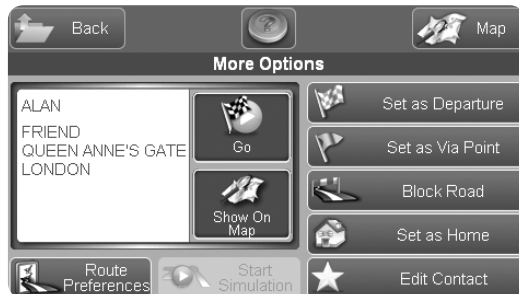 Back
Map
More Options
ALAN
FRIEND
QUEEN ANNE'S GATE
LONDON
Go
Show On
Map
Set as Departure
Set as Via Point
Block Road
Set as Home
Edit Contact
Route
Preferences
Start
Simulation